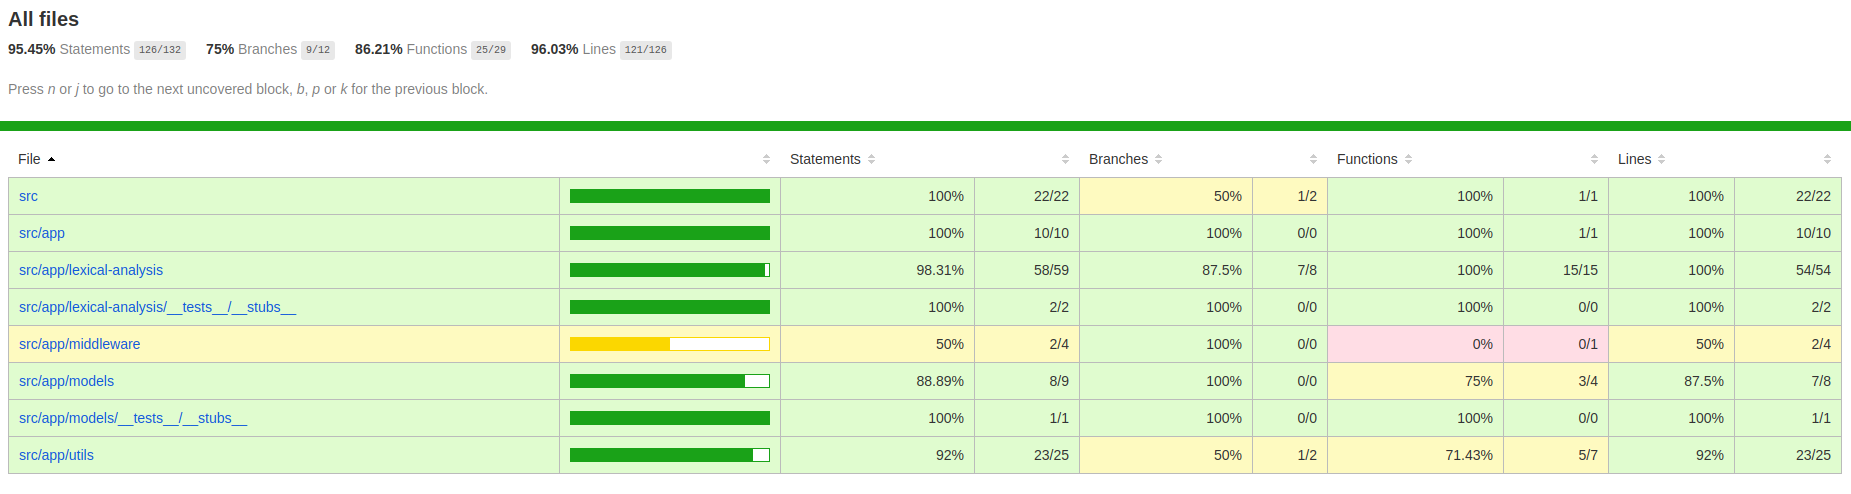 All files
95.45% Statements 126/132 75% Branches 9/12 86.21% Functions 25/29 96.03% Lines 121/126
Press n or j to go to the next uncovered block, b, p or k for the previous block.
File Statements Branches Functions Lines
src 100% 22/22 50% 1/2 100% 1/1 100% 22/22
src/app 100% 10/10 100% 0/0 100% 1/1 100% 10/10
src/app/lexical-analysis 98.31% 58/59 87.5% 7/8 100% 15/15 100% 54/54
src/app/lexical-analysis/__tests__/__stubs__ 100% 2/2 100% 0/0 100% 0/0 100% 2/2
src/app/middleware 50% 2/4 100% 0/0 0% 0/1 50% 2/4
src/app/models 88.89% 8/9 100% 0/0 75% 3/4 87.5% 7/8
src/app/models/__tests__/__stubs__ 100% 1/1 100% 0/0 100% 0/0 100% 1/1
src/app/utils 92% 23/25 50% 1/2 71.43% 5/7 92% 23/25